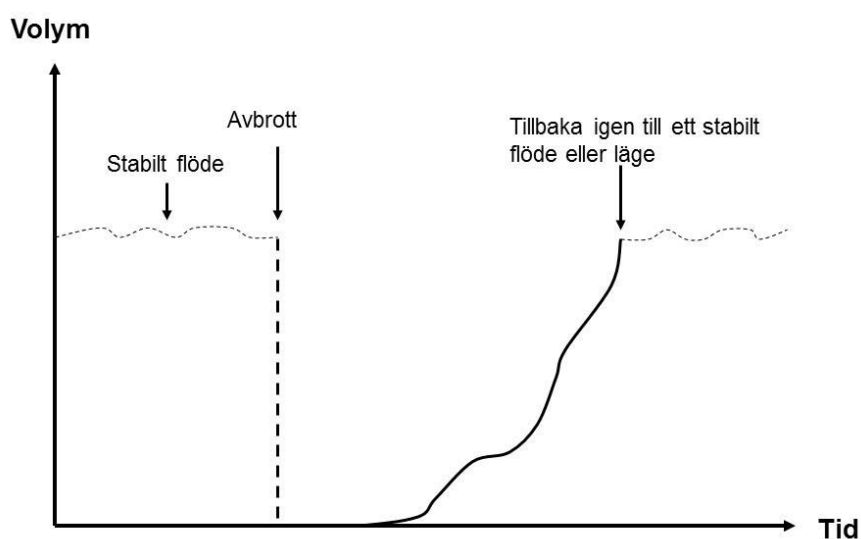 Volym
Avbrott
Stabilt flöde
Tillbaka igen till ett stabilt
flöde eller läge
Tid